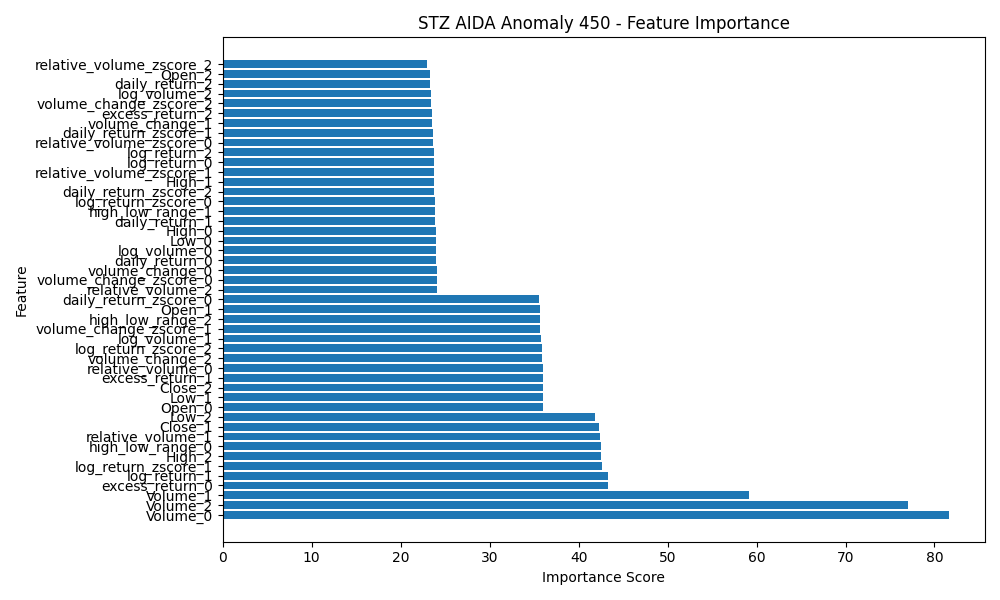 STZ AIDA Anomaly 450 - Feature Importance
relative_volume_zscore_2
Open_2
daily_return_2
log_volume_2
volume_change_zscore_2
excess_return_2
volume_change_1
daily_return_zscore_1
relative_volume_zscore_0
log_return_2
log_return_0
relative_volume_zscore_1
High_1
daily_return_zscore_2
log_return_zscore_0
high_low_range_1
daily_return_1
High_0
Low_0
log_volume_0
daily_return_0
volume_change_0
volume_change_zscore_0
relative_volume_2
daily_return_zscore_0
Open_1
high_low_range_2
volume_change_zscore_1
log_volume_1
log_return_zscore_2
volume_change_2
relative_volume_0
excess_return_1
Close_2
Low_1
Open_0
Low_2
Close_1
relative_volume_1
high_low_range_0
High_2
log_return_zscore_1
log_return_1
excess_return_0
Volume_1
Volume_2
Volume_0
Feature
0 10 20 30 40 50 60 70 80
Importance Score